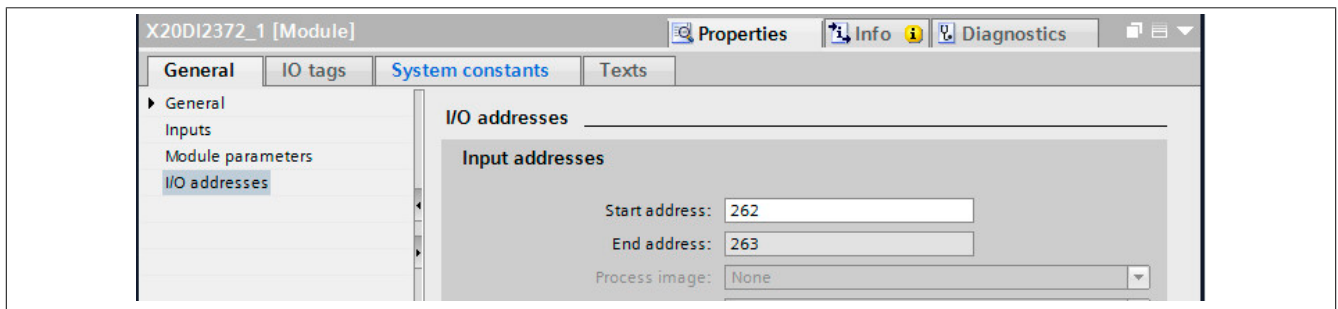 X20DI2372_1 [Module]
Properties
Info
Diagnostics
General
IO tags
System constants
Texts
General
Inputs
Module parameters
I/O addresses
I/O addresses
Input addresses
Start address: 262
End address: 263
Process image: None